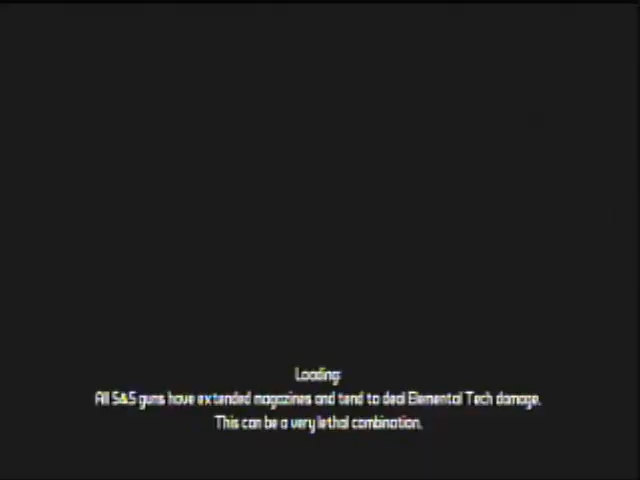 Loading:
All S&S guns have extended magazines and tend to deal Elemental Tech damage.
This can be a very lethal combination.